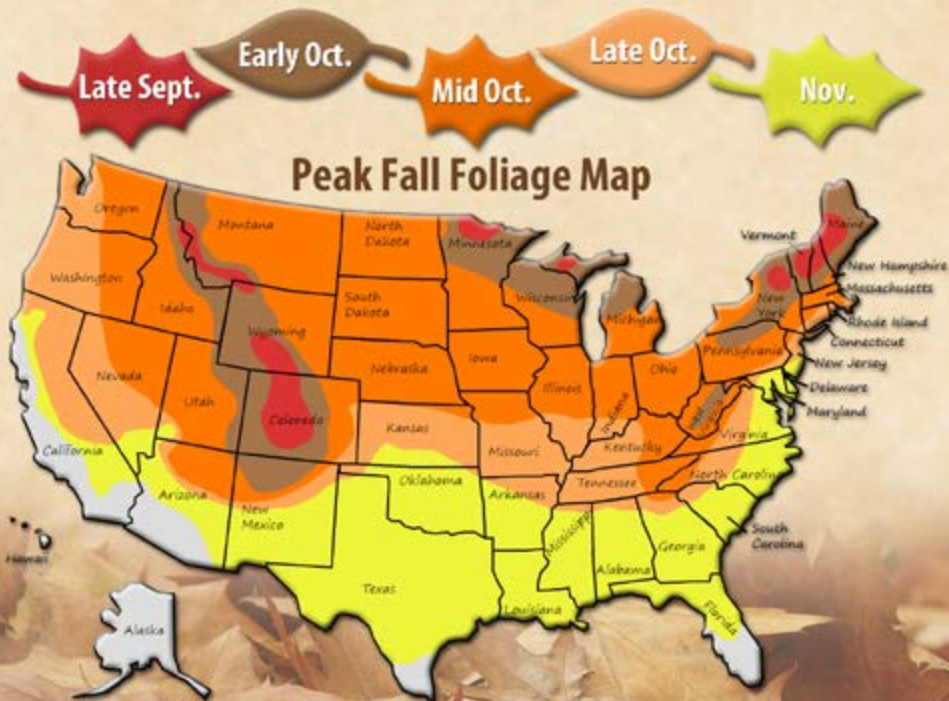 Late Sept.
Early Oct.
Mid Oct.
Late Oct.
Nov.
Peak Fall Foliage Map
Oregon
Washington
Montana
North
Dakota
Minnesota
Idaho
Wyoming
South
Dakota
Wisconsin
Michigan
Nevada
Utah
Colorado
Nebraska
Iowa
Illinois
Indiana
Ohio
Pennsylvania
New
York
Maine
Vermont
New Hampshire
Massachusetts
Rhode Island
Connecticut
New Jersey
Delaware
Maryland
West
Virginia
Virginia
California
Arizona
New
Mexico
Kansas
Oklahoma
Missouri
Arkansas
Kentucky
Tennessee
North Carolina
South
Carolina
Georgia
Alabama
Mississippi
Louisiana
Texas
Florida
Hawaii
Alaska